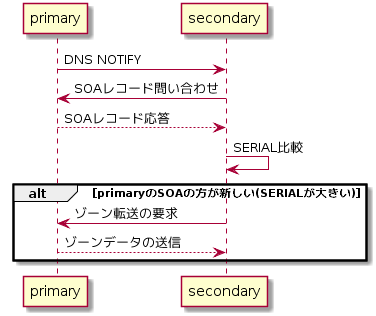 primary
secondary
DNS NOTIFY
SOAレコード問い合わせ
SOAレコード応答
SERIAL比較
alt
[primaryのSOAの方が新しい(SERIALが大きい)]
ゾーン転送の要求
ゾーンデータの送信
primary
secondary